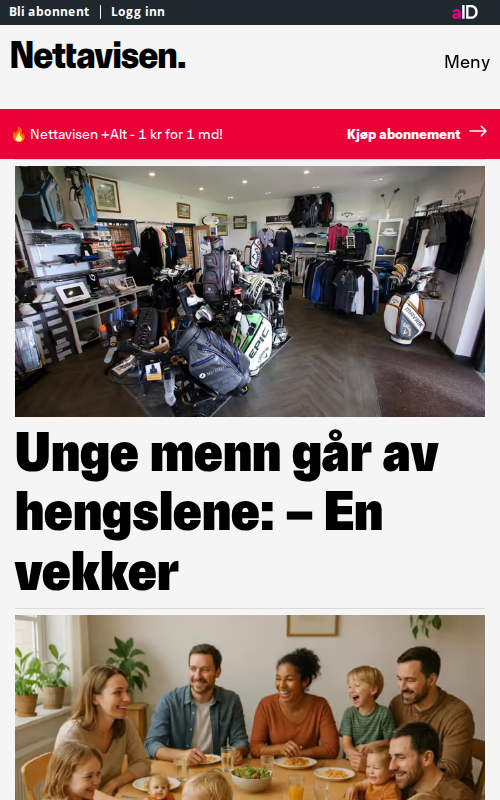 Bli abonnent
Logg inn
aID
Nettavisen.
Meny
🔥 Nettavisen +Alt - 1 kr for 1 md!
Kjøp abonnement →
EPIC
MAVRIK
Unge menn går av
hengslene: – En
vekker